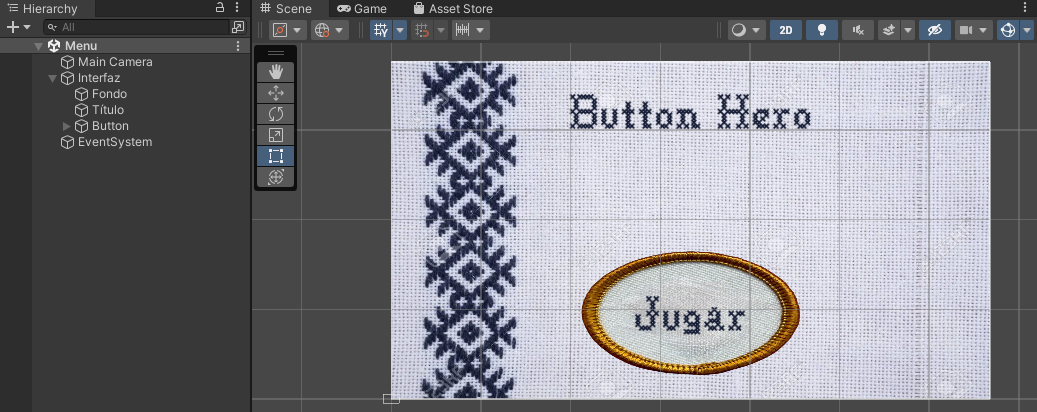 Hierarchy
All
Menu
Main Camera
Interfaz
Fondo
Título
Button
EventSystem
Scene Game Asset Store
2D
Button Hero
Jugar